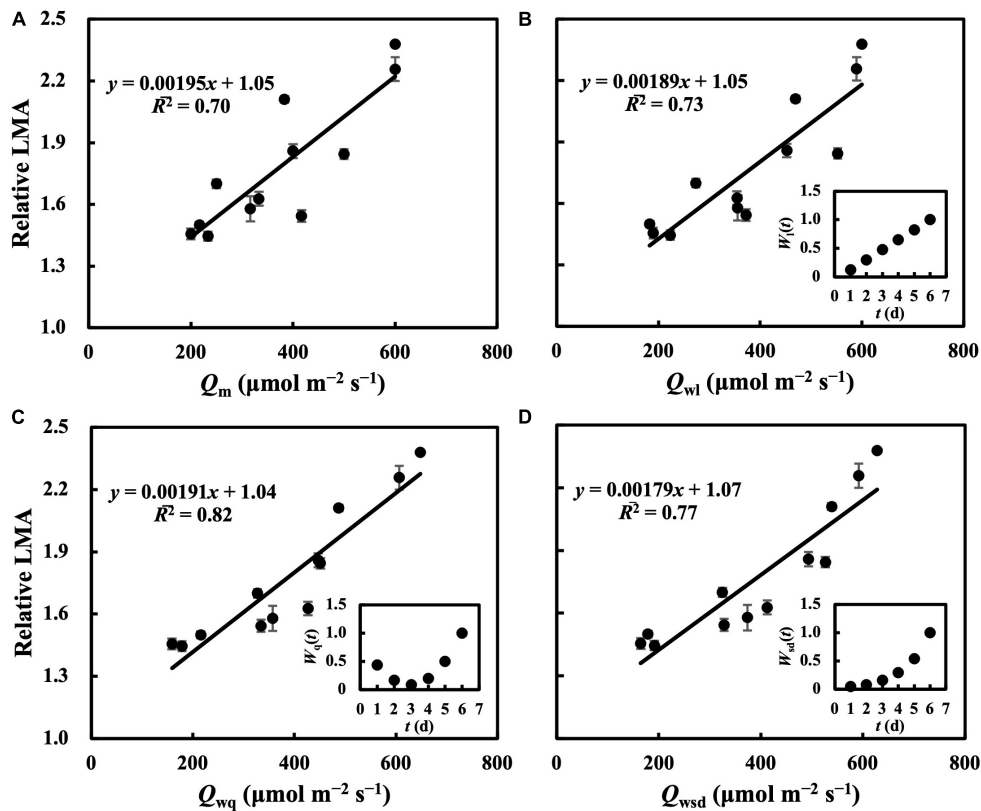 A
B
2.5
2.2
1.9
1.6
1.3
1.0
Relative LMA
y = 0.00195x + 1.05
R̄² = 0.70
0 200 400 600 800
Qm (μmol m−2 s−1)
y = 0.00189x + 1.05
R̄² = 0.73
1.5
1.0
0.5
0
Wl(t)
0 1 2 3 4 5 6 7
t (d)
0 200 400 600 800
Qwl (μmol m−2 s−1)
C
D
2.5
2.2
1.9
1.6
1.3
1.0
Relative LMA
y = 0.00191x + 1.04
R̄² = 0.82
1.5
1.0
0.5
0
Wq(t)
0 1 2 3 4 5 6 7
t (d)
0 200 400 600 800
Qwq (μmol m−2 s−1)
y = 0.00179x + 1.07
R̄² = 0.77
1.5
1.0
0.5
0
Wsd(t)
0 1 2 3 4 5 6 7
t (d)
0 200 400 600 800
Qwsd (μmol m−2 s−1)